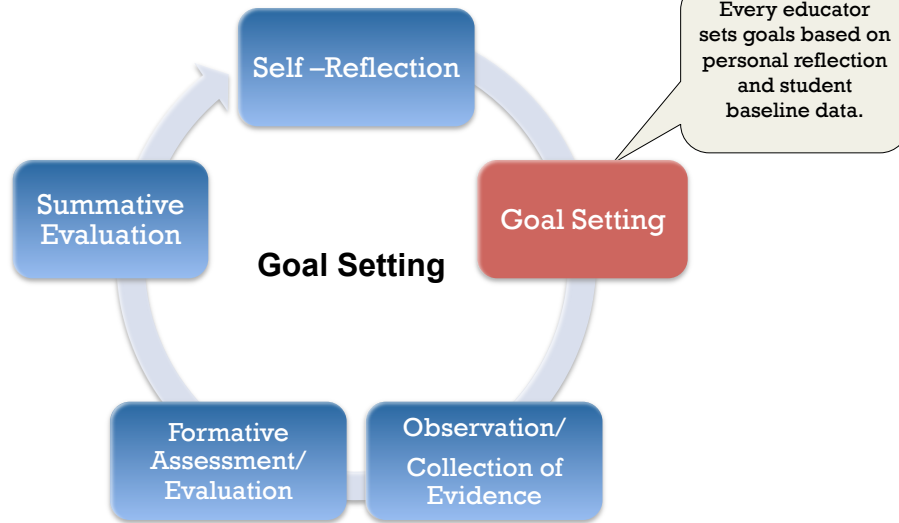 Every educator
sets goals based on
personal reflection
and student
baseline data.
Self –Reflection
Goal Setting
Summative
Evaluation
Goal Setting
Formative
Assessment/
Evaluation
Observation/
Collection of
Evidence